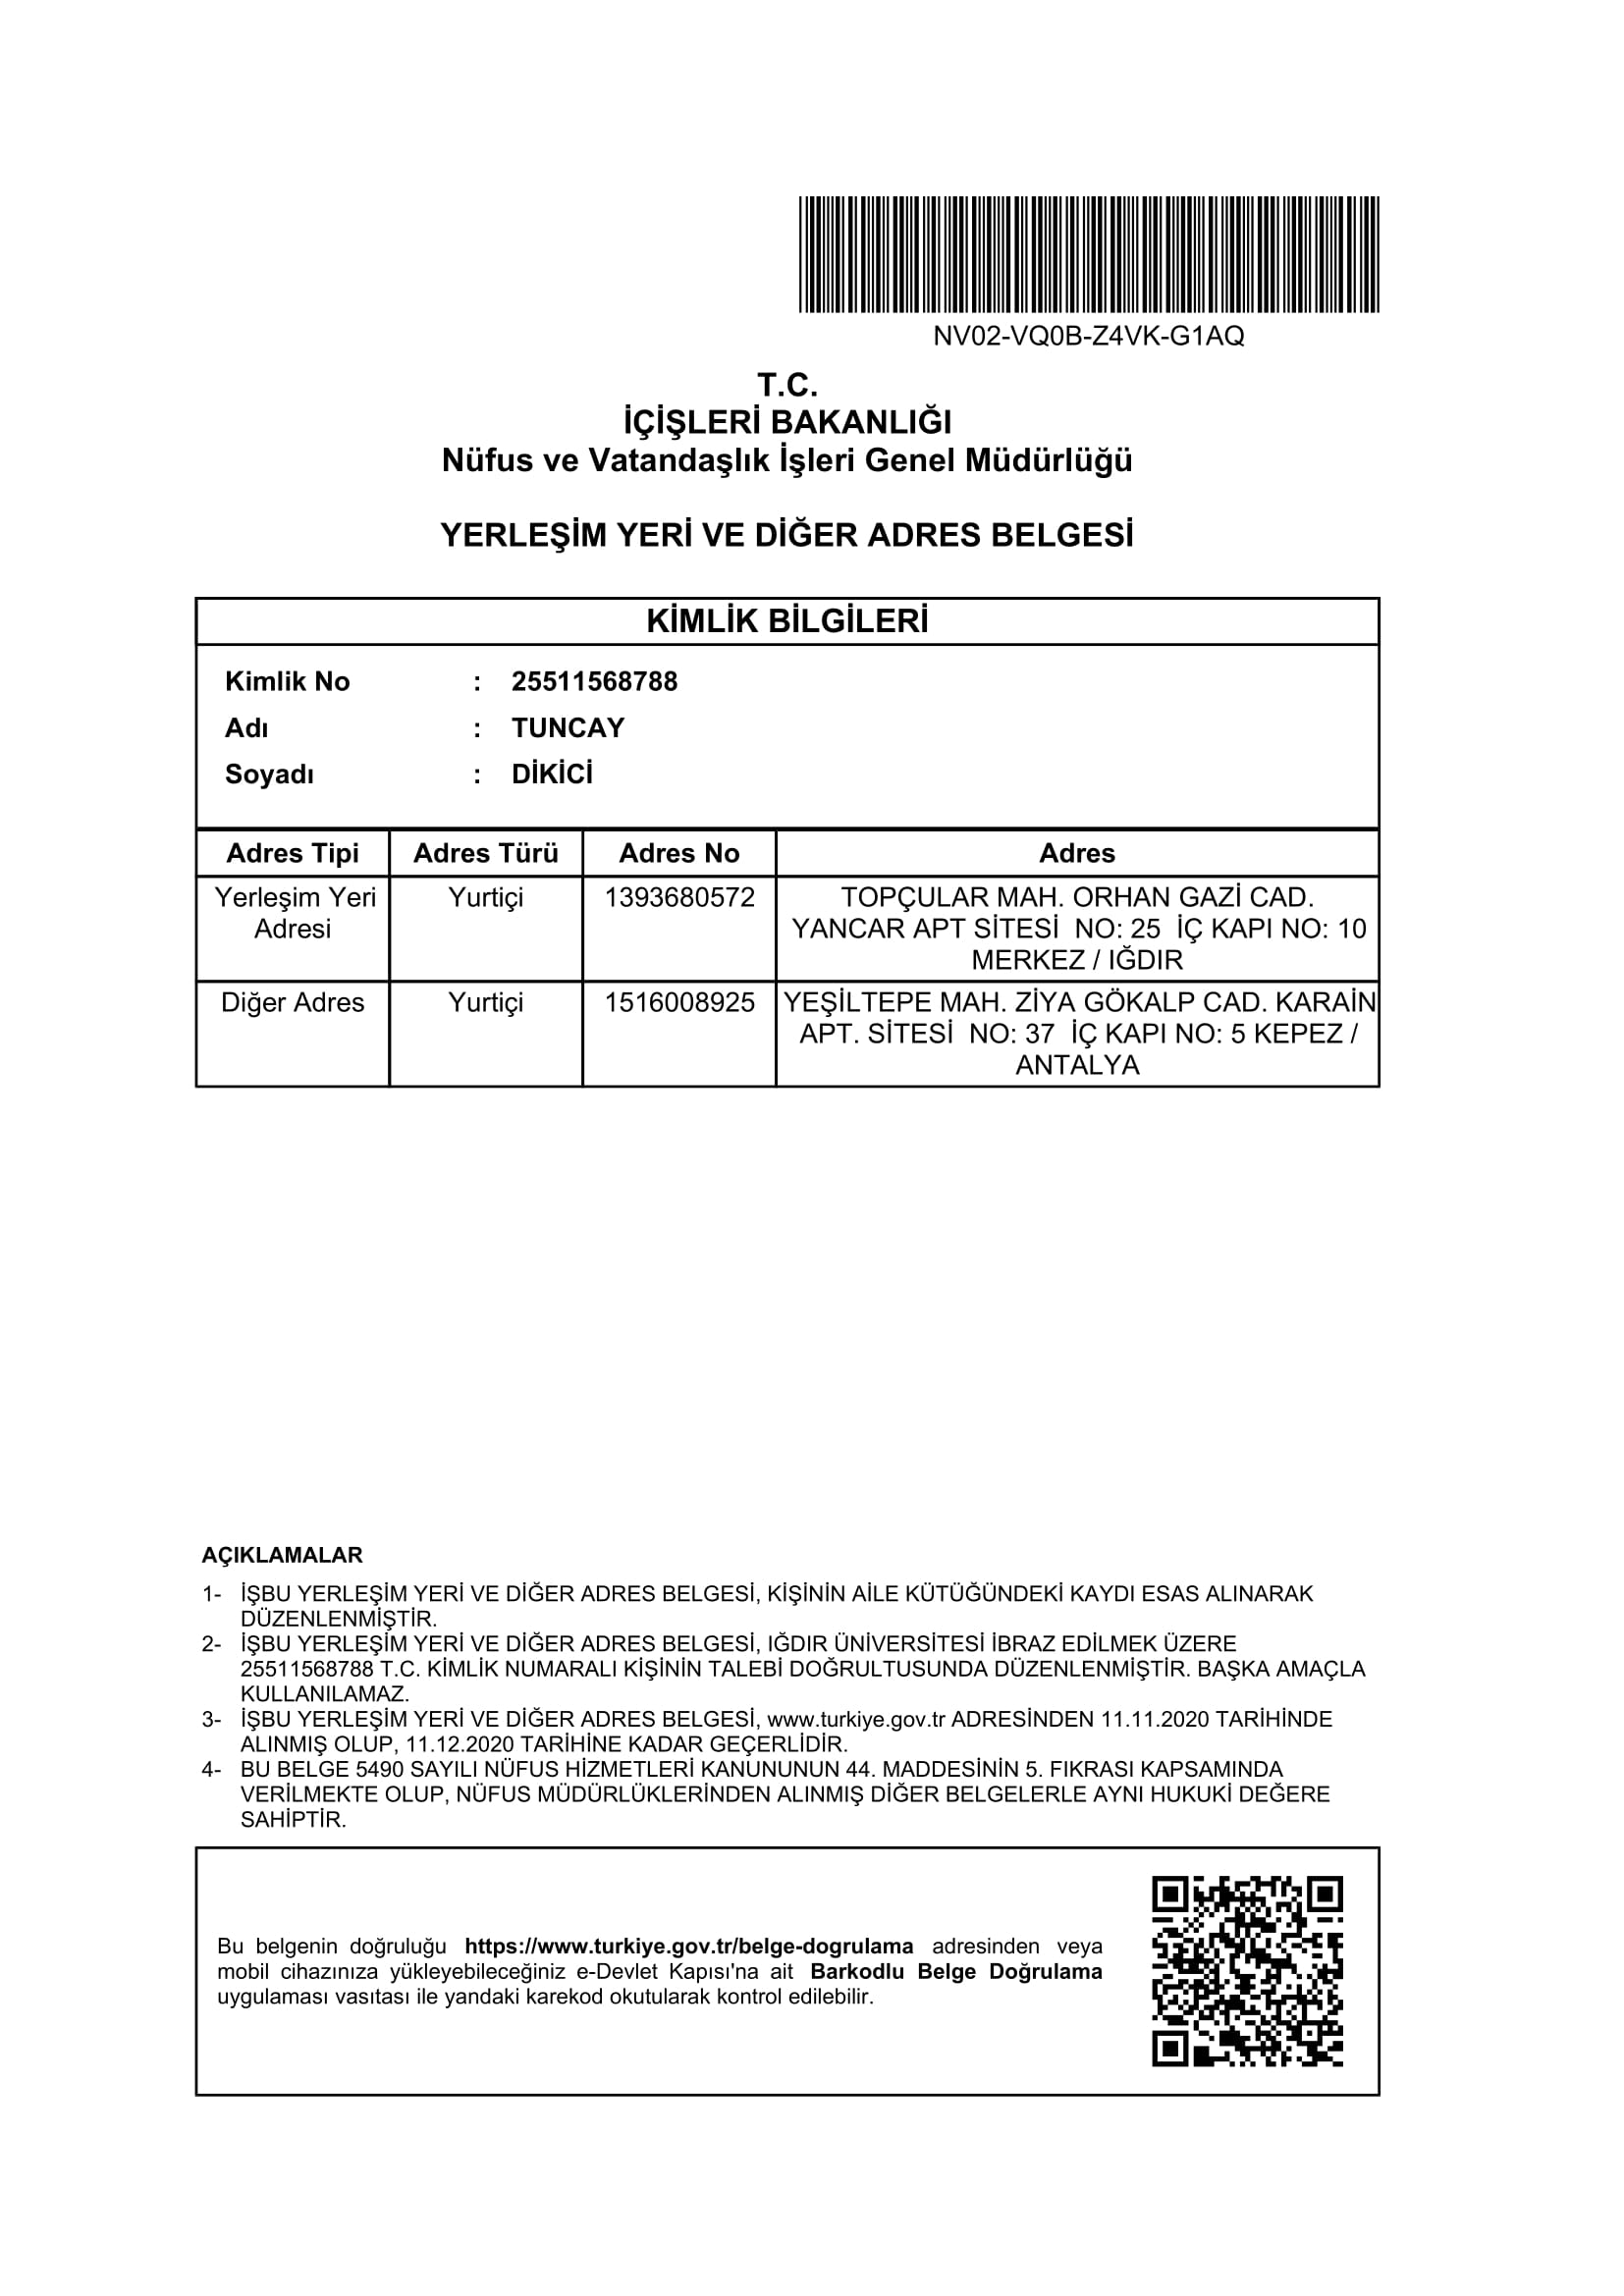 NV02-VQ0B-Z4VK-G1AQ
T.C.
İÇİŞLERİ BAKANLIĞI
Nüfus ve Vatandaşlık İşleri Genel Müdürlüğü
YERLEŞİM YERİ VE DİĞER ADRES BELGESİ
KİMLİK BİLGİLERİ
Kimlik No : 25511568788
Adı : TUNCAY
Soyadı : DİKİCİ
Adres Tipi Adres Türü Adres No Adres
Yerleşim Yeri Yurtiçi 1393680572 TOPÇULAR MAH. ORHAN GAZİ CAD.
Adresi YANCAR APT SİTESİ NO: 25 İÇ KAPI NO: 10
MERKEZ / IĞDIR
Diğer Adres Yurtiçi 1516008925 YEŞİLTEPE MAH. ZİYA GÖKALP CAD. KARAİN
APT. SİTESİ NO: 37 İÇ KAPI NO: 5 KEPEZ /
ANTALYA
AÇIKLAMALAR
1- İŞBU YERLEŞİM YERİ VE DİĞER ADRES BELGESİ, KİŞİNİN AİLE KÜTÜĞÜNDEKİ KAYDI ESAS ALINARAK
DÜZENLENMİŞTİR.
2- İŞBU YERLEŞİM YERİ VE DİĞER ADRES BELGESİ, IĞDIR ÜNİVERSİTESİ İBRAZ EDİLMEK ÜZERE
25511568788 T.C. KİMLİK NUMARALI KİŞİNİN TALEBİ DOĞRULTUSUNDA DÜZENLENMİŞTİR. BAŞKA AMAÇLA
KULLANILAMAZ.
3- İŞBU YERLEŞİM YERİ VE DİĞER ADRES BELGESİ, www.turkiye.gov.tr ADRESİNDEN 11.11.2020 TARİHİNDE
ALINMIŞ OLUP, 11.12.2020 TARİHİNE KADAR GEÇERLİDİR.
4- BU BELGE 5490 SAYILI NÜFUS HİZMETLERİ KANUNUNUN 44. MADDESİNİN 5. FIKRASI KAPSAMINDA
VERİLMEKTE OLUP, NÜFUS MÜDÜRLÜKLERİNDEN ALINMIŞ DİĞER BELGELERLE AYNI HUKUKİ DEĞERE
SAHİPTİR.
Bu belgenin doğruluğu https://www.turkiye.gov.tr/belge-dogrulama adresinden veya
mobil cihazınıza yükleyebileceğiniz e-Devlet Kapısı'na ait Barkodlu Belge Doğrulama
uygulaması vasıtası ile yandaki karekod okutularak kontrol edilebilir.